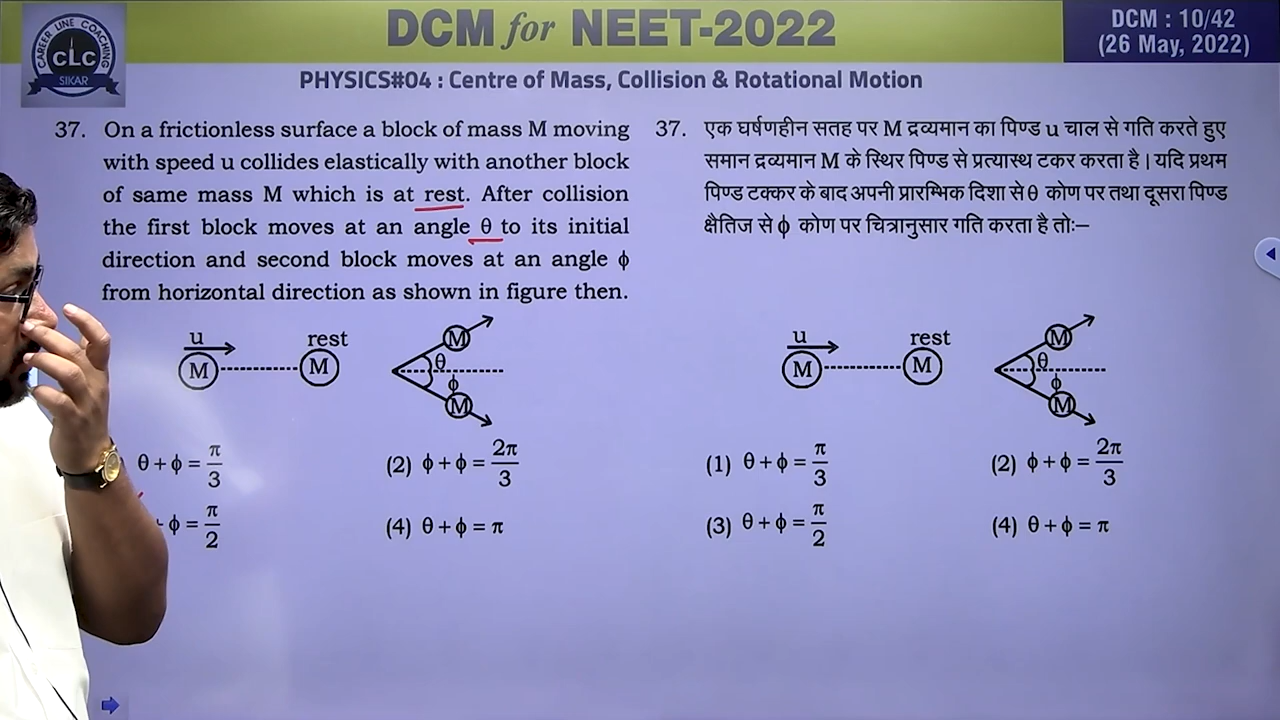 CAREER LINE COACHING
CLC
SIKAR
DCM for NEET-2022
DCM : 10/42
(26 May, 2022)
PHYSICS#04 : Centre of Mass, Collision & Rotational Motion
37. On a frictionless surface a block of mass M moving
with speed u collides elastically with another block
of same mass M which is at rest. After collision
the first block moves at an angle θ to its initial
direction and second block moves at an angle ϕ
from horizontal direction as shown in figure then.
u
M
rest
M
M
θ
ϕ
M
θ + ϕ = π/3
(2) ϕ + ϕ = 2π/3
ϕ = π/2
(4) θ + ϕ = π
37. एक घर्षणहीन सतह पर M द्रव्यमान का पिण्ड u चाल से गति करते हुए
समान द्रव्यमान M के स्थिर पिण्ड से प्रत्यास्थ टकर करता है। यदि प्रथम
पिण्ड टक्कर के बाद अपनी प्रारम्भिक दिशा से θ कोण पर तथा दूसरा पिण्ड
क्षैतिज से ϕ कोण पर चित्रानुसार गति करता है तोः–
u
M
rest
M
M
θ
ϕ
M
(1) θ + ϕ = π/3
(2) ϕ + ϕ = 2π/3
(3) θ + ϕ = π/2
(4) θ + ϕ = π